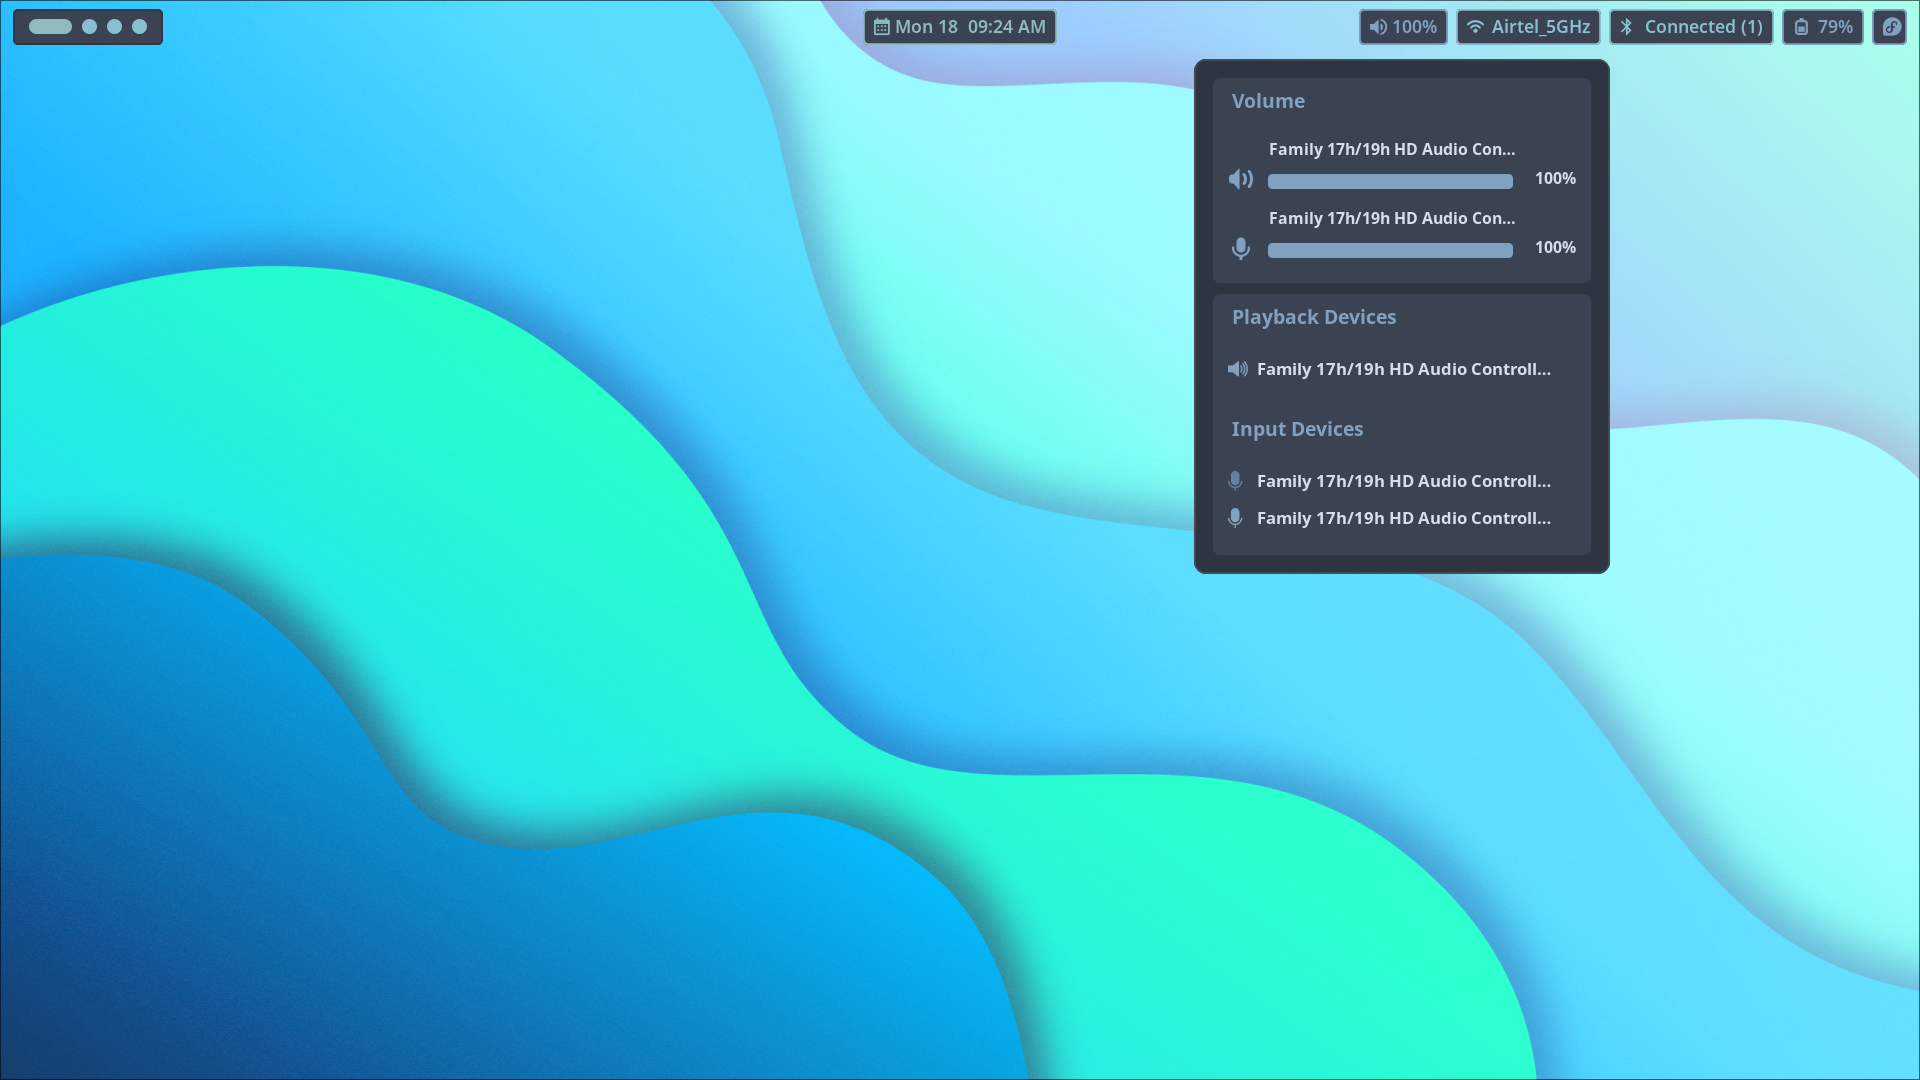 Mon 18 09:24 AM
100%
Airtel_5GHz
Connected (1)
79%
Volume
Family 17h/19h HD Audio Con...
100%
Family 17h/19h HD Audio Con...
100%
Playback Devices
Family 17h/19h HD Audio Controll...
Input Devices
Family 17h/19h HD Audio Controll...
Family 17h/19h HD Audio Controll...